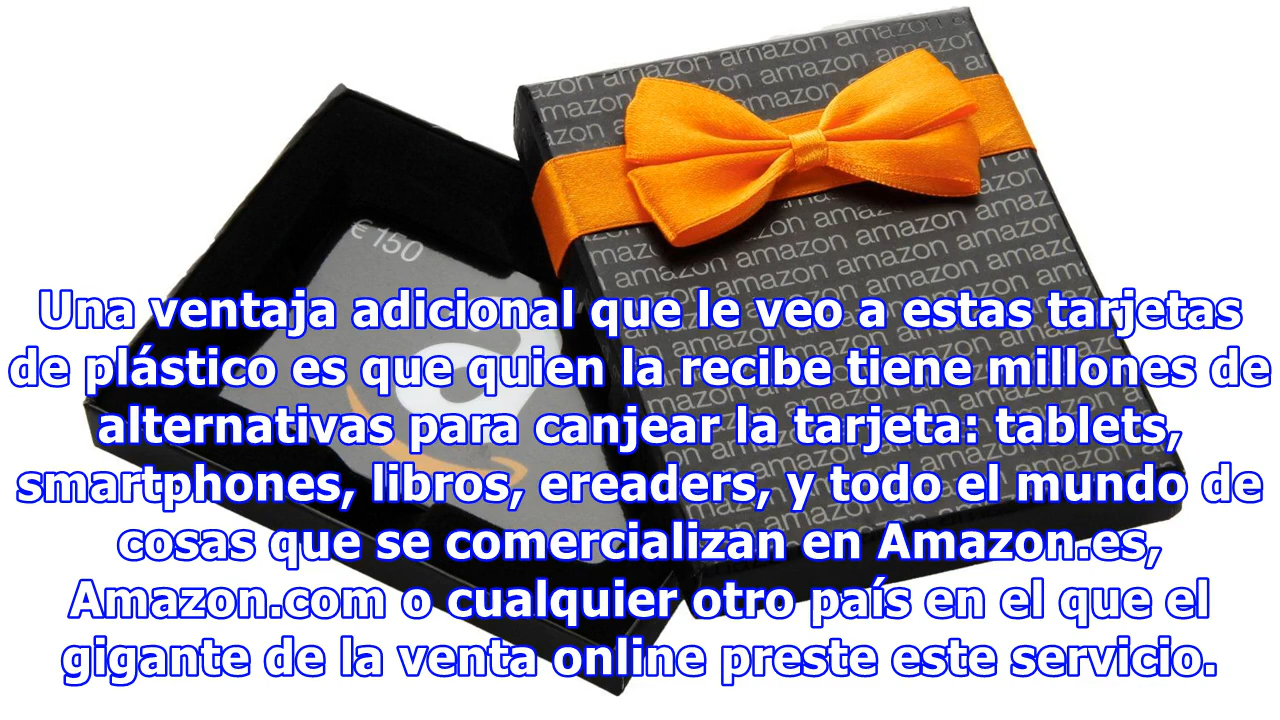 amazon amazon amazon
€150
Una ventaja adicional que le veo a estas tarjetas
de plástico es que quien la recibe tiene millones de
alternativas para canjear la tarjeta: tablets,
smartphones, libros, ereaders, y todo el mundo de
cosas que se comercializan en Amazon.es,
Amazon.com o cualquier otro país en el que el
gigante de la venta online preste este servicio.